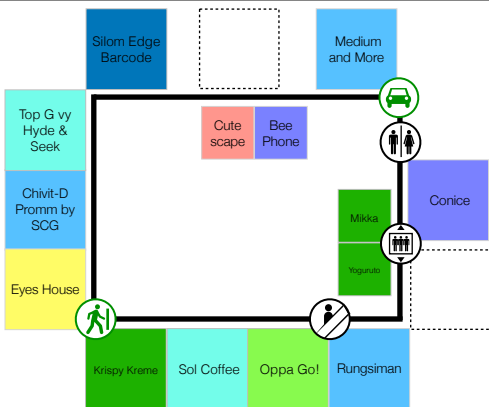 Silom Edge
Barcode
Medium
and More
Top G vy
Hyde &
Seek
Cute
scape
Bee
Phone
Chivit-D
Promm by
SCG
Conice
Mikka
Yoguruto
Eyes House
Krispy Kreme
Sol Coffee
Oppa Go!
Rungsiman